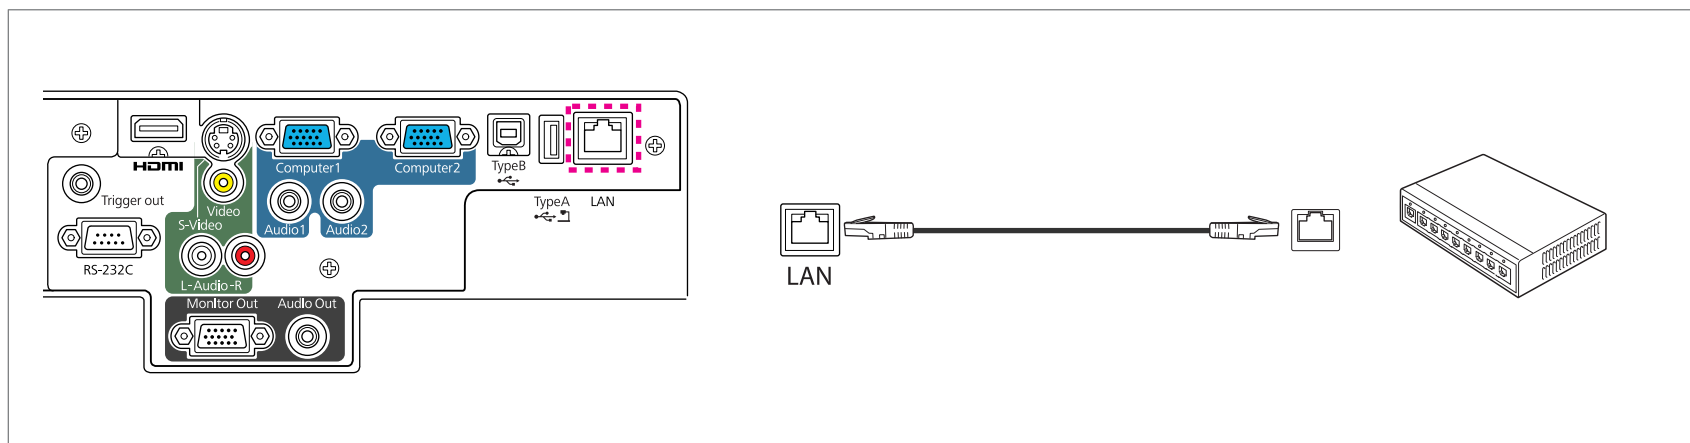 HDMI
Computer1
Computer2
TypeB
Trigger out
TypeA
LAN
Video
S-Video
Audio1
Audio2
RS-232C
L-Audio-R
Monitor Out
Audio Out
LAN